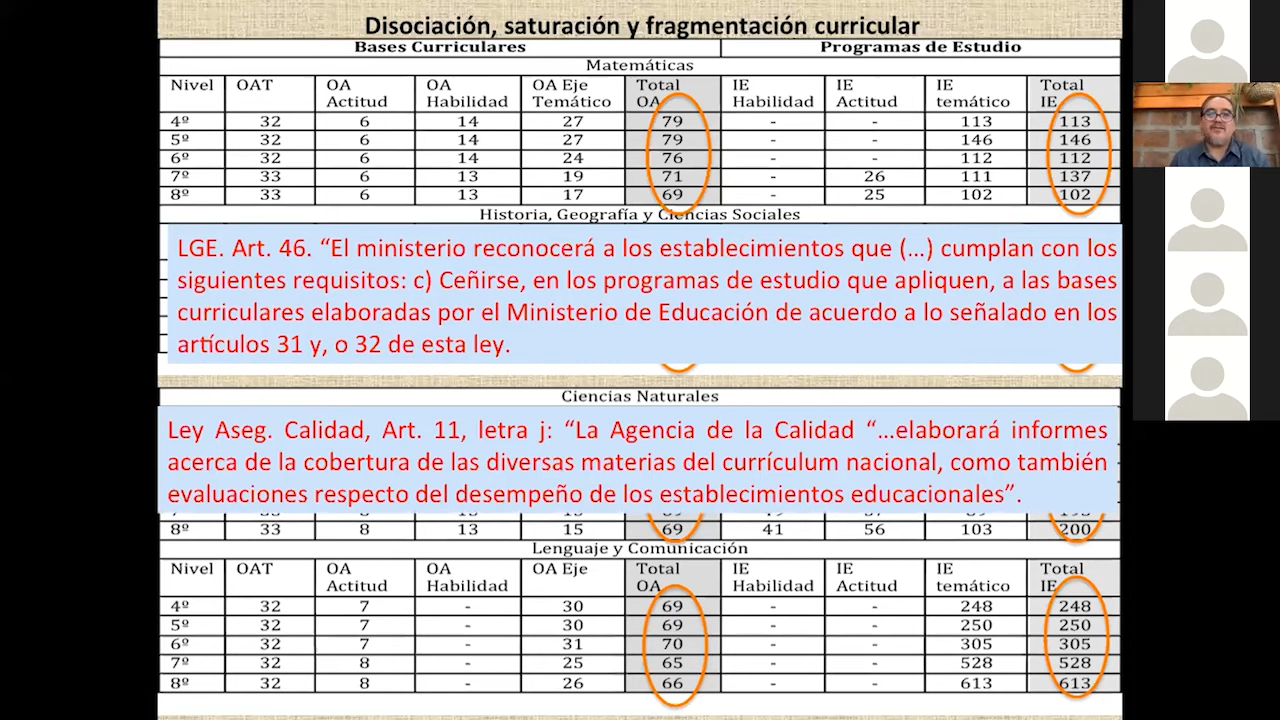 Disociación, saturación y fragmentación curricular
Bases Curriculares Programas de Estudio
Matemáticas
Nivel OAT OA Actitud OA Habilidad OA Eje Temático Total OA IE Habilidad IE Actitud IE temático Total IE
4º 32 6 14 27 79 - - 113 113
5º 32 6 14 27 79 - - 146 146
6º 32 6 14 24 76 - - 112 112
7º 33 6 13 19 71 - 26 111 137
8º 33 6 13 17 69 - 25 102 102
Historia, Geografía y Ciencias Sociales
LGE. Art. 46. “El ministerio reconocerá a los establecimientos que (…) cumplan con los
siguientes requisitos: c) Ceñirse, en los programas de estudio que apliquen, a las bases
curriculares elaboradas por el Ministerio de Educación de acuerdo a lo señalado en los
artículos 31 y, o 32 de esta ley.
Ciencias Naturales
Ley Aseg. Calidad, Art. 11, letra j: “La Agencia de la Calidad “…elaborará informes
acerca de la cobertura de las diversas materias del currículum nacional, como también
evaluaciones respecto del desempeño de los establecimientos educacionales”.
8º 33 8 13 15 69 41 56 103 200
Lenguaje y Comunicación
Nivel OAT OA Actitud OA Habilidad OA Eje Total OA IE Habilidad IE Actitud IE temático Total IE
4º 32 7 - 30 69 - - 248 248
5º 32 7 - 30 69 - - 250 250
6º 32 7 - 31 70 - - 305 305
7º 32 8 - 25 65 - - 528 528
8º 32 8 - 26 66 - - 613 613